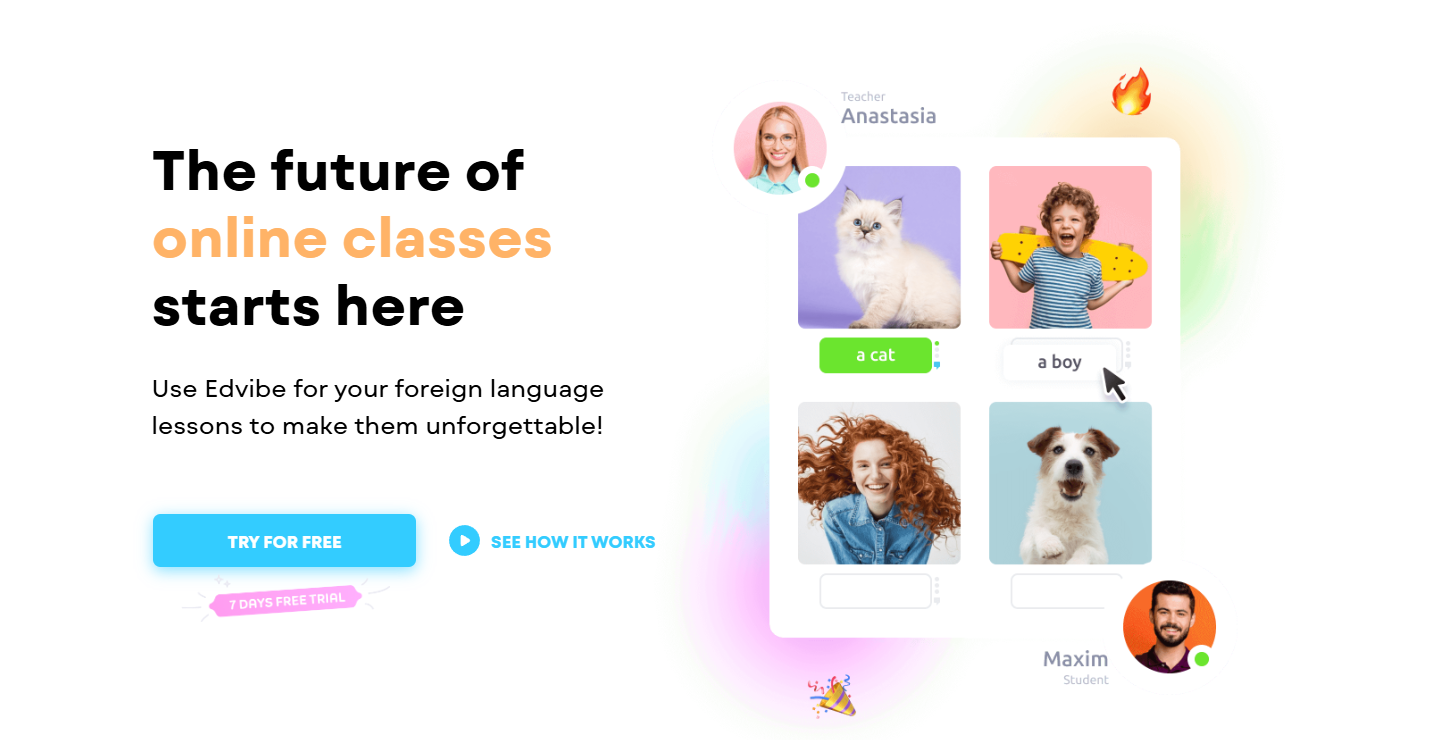 The future of
online classes
starts here
Use Edvibe for your foreign language
lessons to make them unforgettable!
TRY FOR FREE
SEE HOW IT WORKS
7 DAYS FREE TRIAL
Teacher
Anastasia
a cat
a boy
Maxim
Student